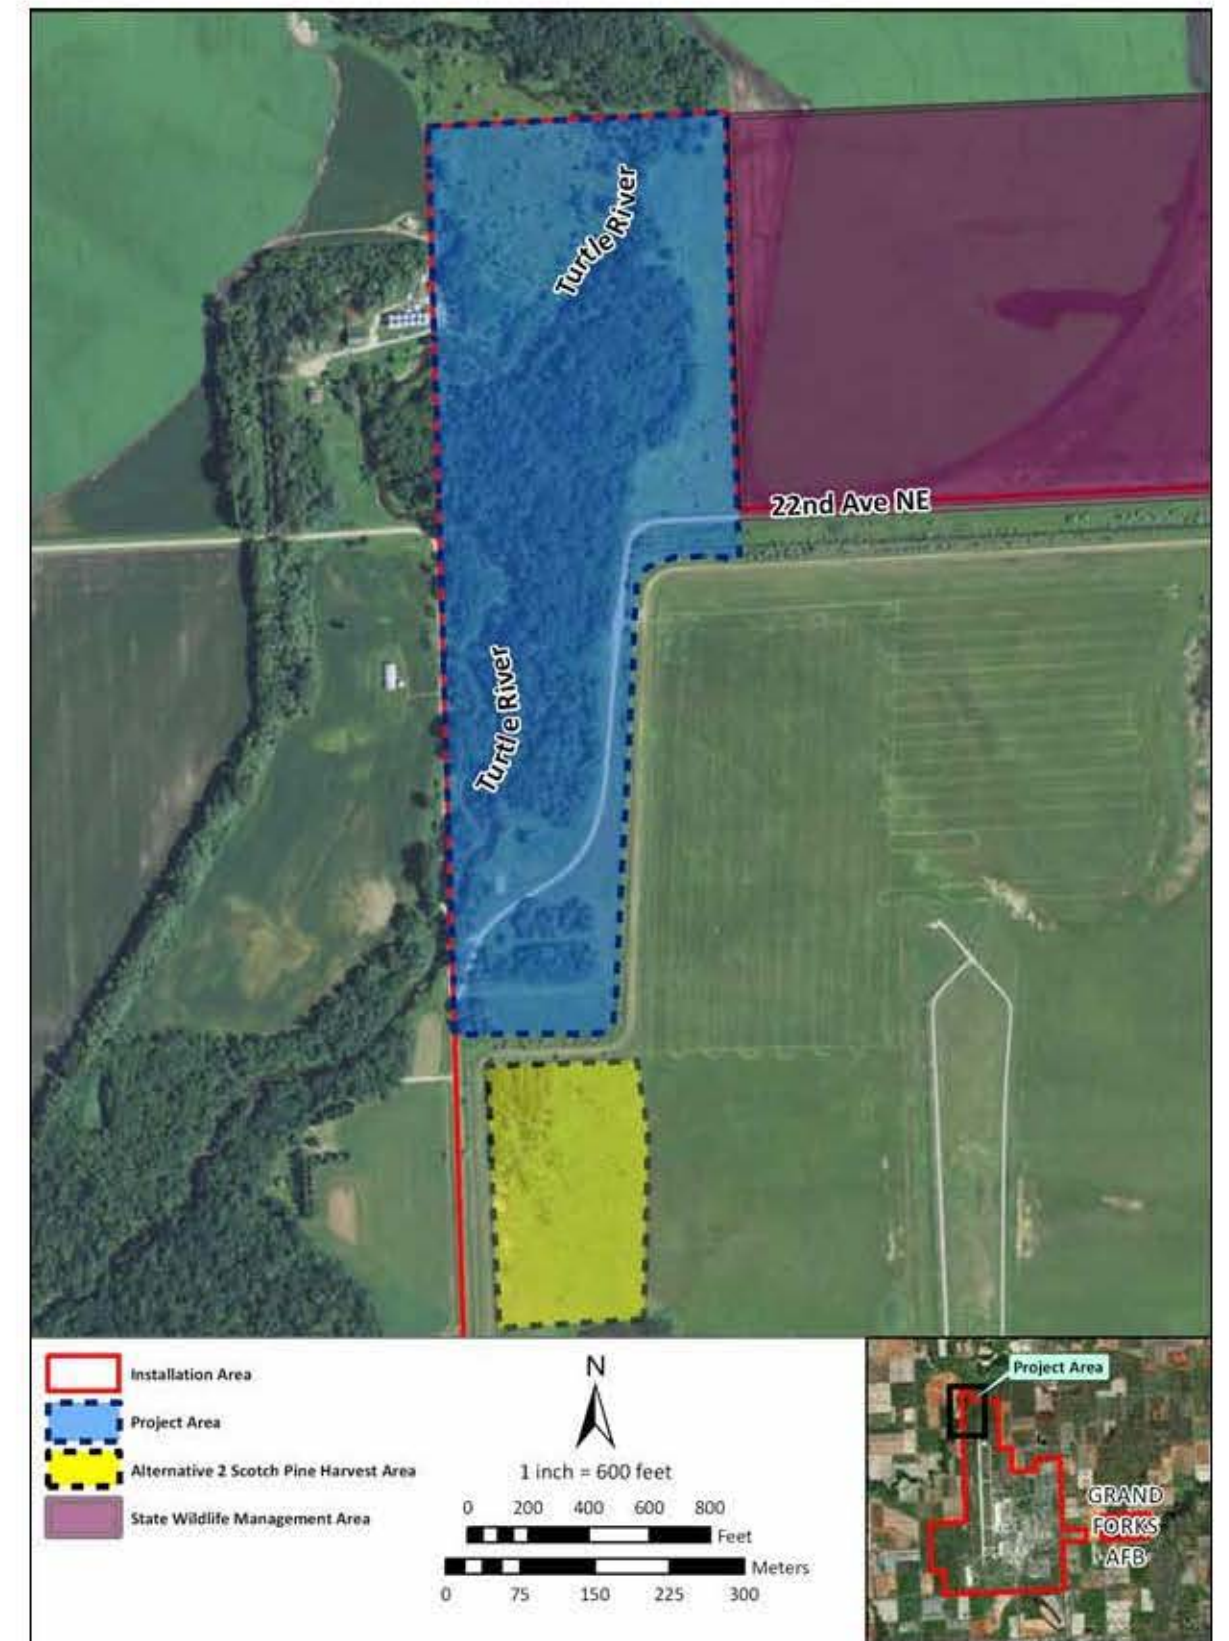 Turtle River
22nd Ave NE
Turtle River
Installation Area
Project Area
Alternative 2 Scotch Pine Harvest Area
State Wildlife Management Area
N
1 inch = 600 feet
0 200 400 600 800
Feet
Meters
0 75 150 225 300
Project Area
GRAND
FORKS
AFB